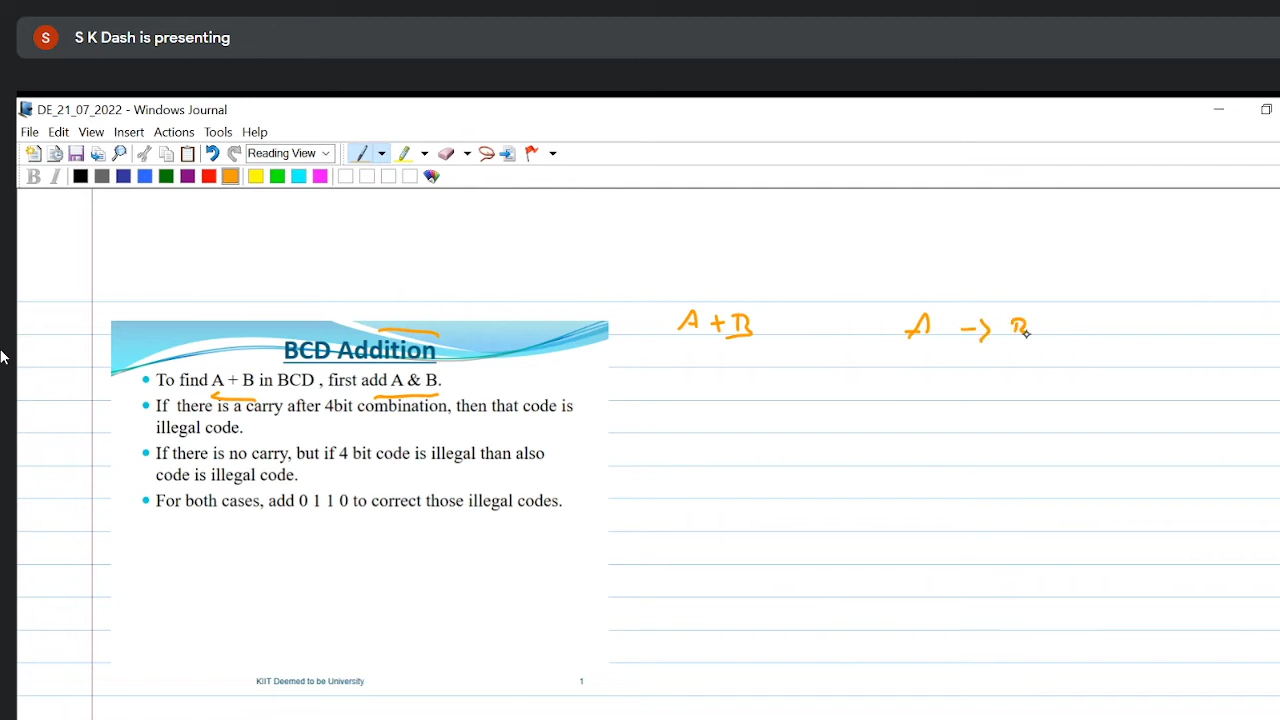 S
S K Dash is presenting
DE_21_07_2022 - Windows Journal
File Edit View Insert Actions Tools Help
Reading View
B I
A + B A → B
BCD Addition
To find A + B in BCD , first add A & B.
If there is a carry after 4bit combination, then that code is
illegal code.
If there is no carry, but if 4 bit code is illegal than also
code is illegal code.
For both cases, add 0 1 1 0 to correct those illegal codes.
KIIT Deemed to be University 1